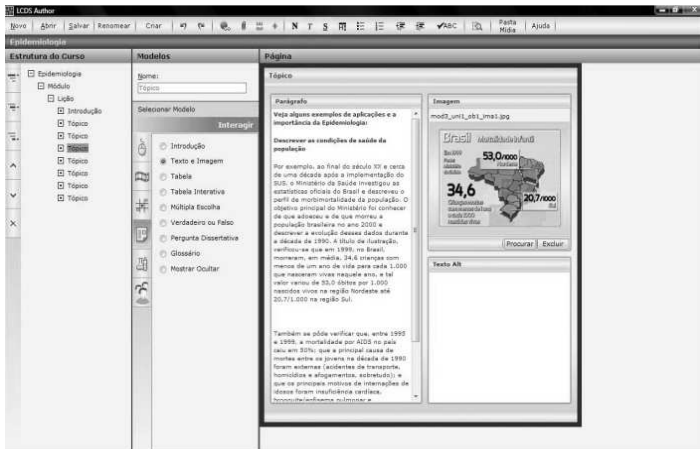 LCDS Author
Novo Abrir Salvar Renomear Criar N T S ABC Pasta Mídia Ajuda
Epidemiologia
Estrutura do Curso
Epidemiologia
Módulo
Lição
Introdução
Tópico
Tópico
Tópico
Tópico
Tópico
Tópico
Tópico
Modelos
Nome:
Tópico
Selecionar Modelo
Interagir
Introdução
Texto e Imagem
Tabela
Tabela Interativa
Múltipla Escolha
Verdadeiro ou Falso
Pergunta Dissertativa
Glossário
Mostrar Ocultar
Página
Tópico
Parágrafo
Veja alguns exemplos de aplicações e a
importância da Epidemiologia:
Descrever as condições de saúde da
população
Por exemplo, ao final do século XX e cerca
de uma década após a implementação do
SUS, o Ministério da Saúde investigou as
estatísticas oficiais do Brasil e descreveu o
perfil da morbimortalidade da população. O
objetivo principal do Ministério foi conhecer
de que adoeceu e de que morreu a
população brasileira no ano 2000 e
descrever a evolução desses dados durante
a década de 1990. A título de ilustração,
verificou-se que em 1999, no Brasil,
morreram, em média, 34,6 crianças com
menos de um ano de vida para cada 1.000
que nasceram vivas naquele ano, e tal
valor variou de 53,0 óbitos por 1.000
nascidos vivos na região Nordeste até
20,7/1.000 na região Sul.
Também se pôde verificar que, entre 1995
e 1999, a mortalidade por AIDS no país
caiu em 50%; que a principal causa de
mortes entre os jovens na década de 1990
foram externas (acidentes de transporte,
homicídios e afogamentos, sobretudo); e
que os principais motivos de internações de
idosos foram insuficiência cardíaca,
bronquite/enfisema pulmonar e
Imagem
mod3_uni1_ob1_ima1.jpg
Brasil Mortalidade Infantil
53,0/1000
Nordeste
34,6
20,7/1000
Sul
Procurar Excluir
Texto Alt